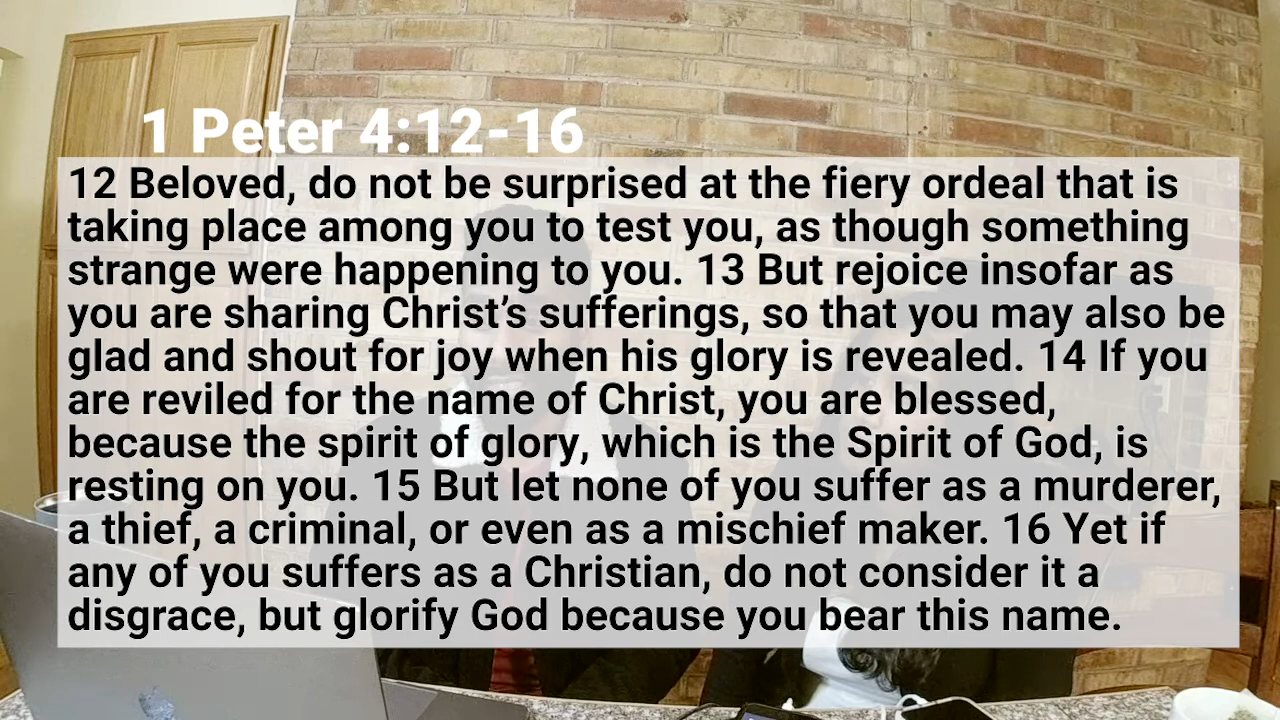 1 Peter 4:12-16
12 Beloved, do not be surprised at the fiery ordeal that is
taking place among you to test you, as though something
strange were happening to you. 13 But rejoice insofar as
you are sharing Christ’s sufferings, so that you may also be
glad and shout for joy when his glory is revealed. 14 If you
are reviled for the name of Christ, you are blessed,
because the spirit of glory, which is the Spirit of God, is
resting on you. 15 But let none of you suffer as a murderer,
a thief, a criminal, or even as a mischief maker. 16 Yet if
any of you suffers as a Christian, do not consider it a
disgrace, but glorify God because you bear this name.